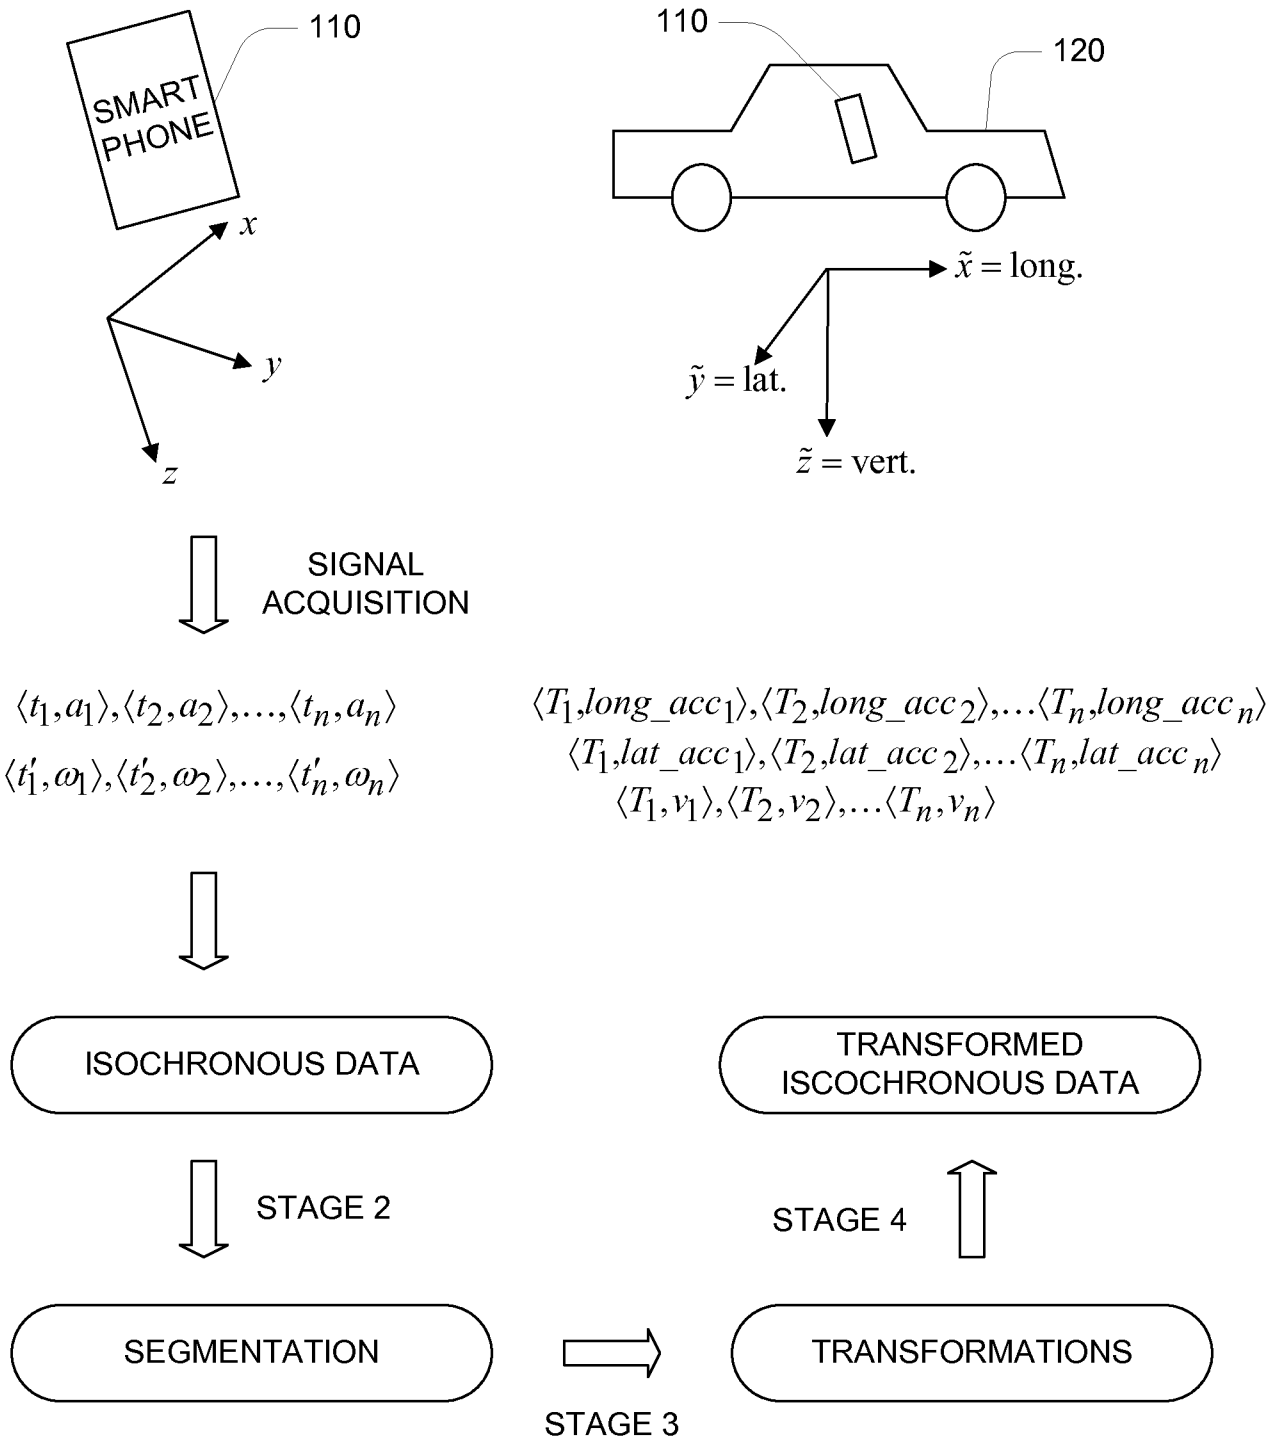 110
SMART
PHONE
x
y
z
110
120
x̃ = long.
ỹ = lat.
z̃ = vert.
SIGNAL
ACQUISITION
⟨t1,a1⟩,⟨t2,a2⟩,...,⟨tn,an⟩
⟨t′1,ω1⟩,⟨t′2,ω2⟩,...,⟨t′n,ωn⟩
⟨T1,long_acc1⟩,⟨T2,long_acc2⟩,...⟨Tn,long_accn⟩
⟨T1,lat_acc1⟩,⟨T2,lat_acc2⟩,...⟨Tn,lat_accn⟩
⟨T1,v1⟩,⟨T2,v2⟩,...⟨Tn,vn⟩
ISOCHRONOUS DATA
TRANSFORMED
ISCOCHRONOUS DATA
STAGE 2
STAGE 4
SEGMENTATION
TRANSFORMATIONS
STAGE 3